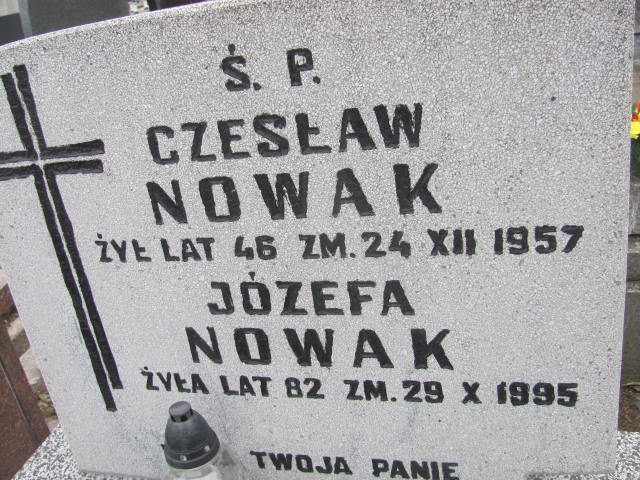 Ś. P.
CZESŁAW
NOWAK
ŻYŁ LAT 46 ZM. 24 XII 1957
JÓZEFA
NOWAK
ŻYŁA LAT 82 ZM. 29 X 1995
TWOJA PANIE